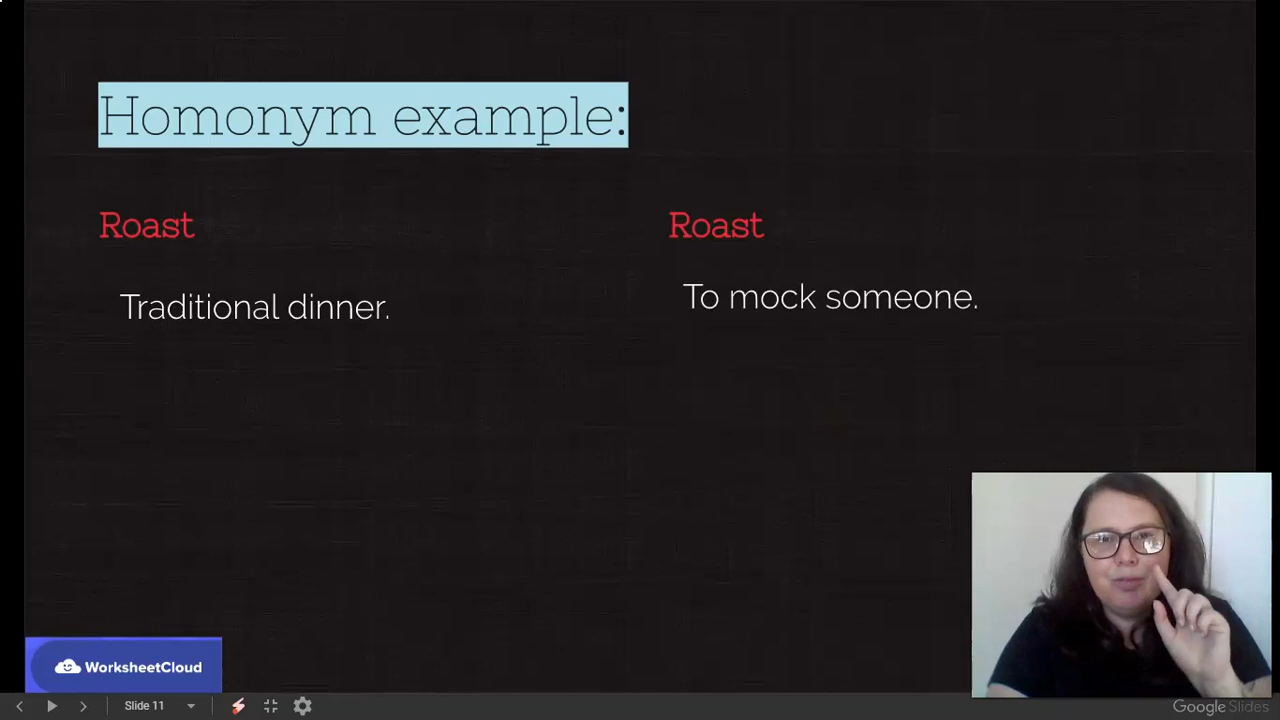 Homonym example:
Roast
Traditional dinner.
Roast
To mock someone.
WorksheetCloud
Slide 11
Google Slides